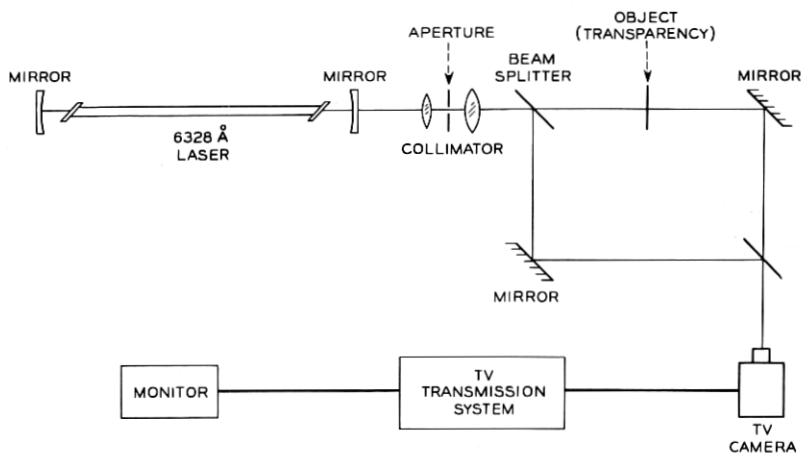 OBJECT
(TRANSPARENCY)
APERTURE
BEAM
SPLITTER
MIRROR
MIRROR
MIRROR
6328 Å
LASER
COLLIMATOR
MIRROR
MONITOR
TV
TRANSMISSION
SYSTEM
TV
CAMERA